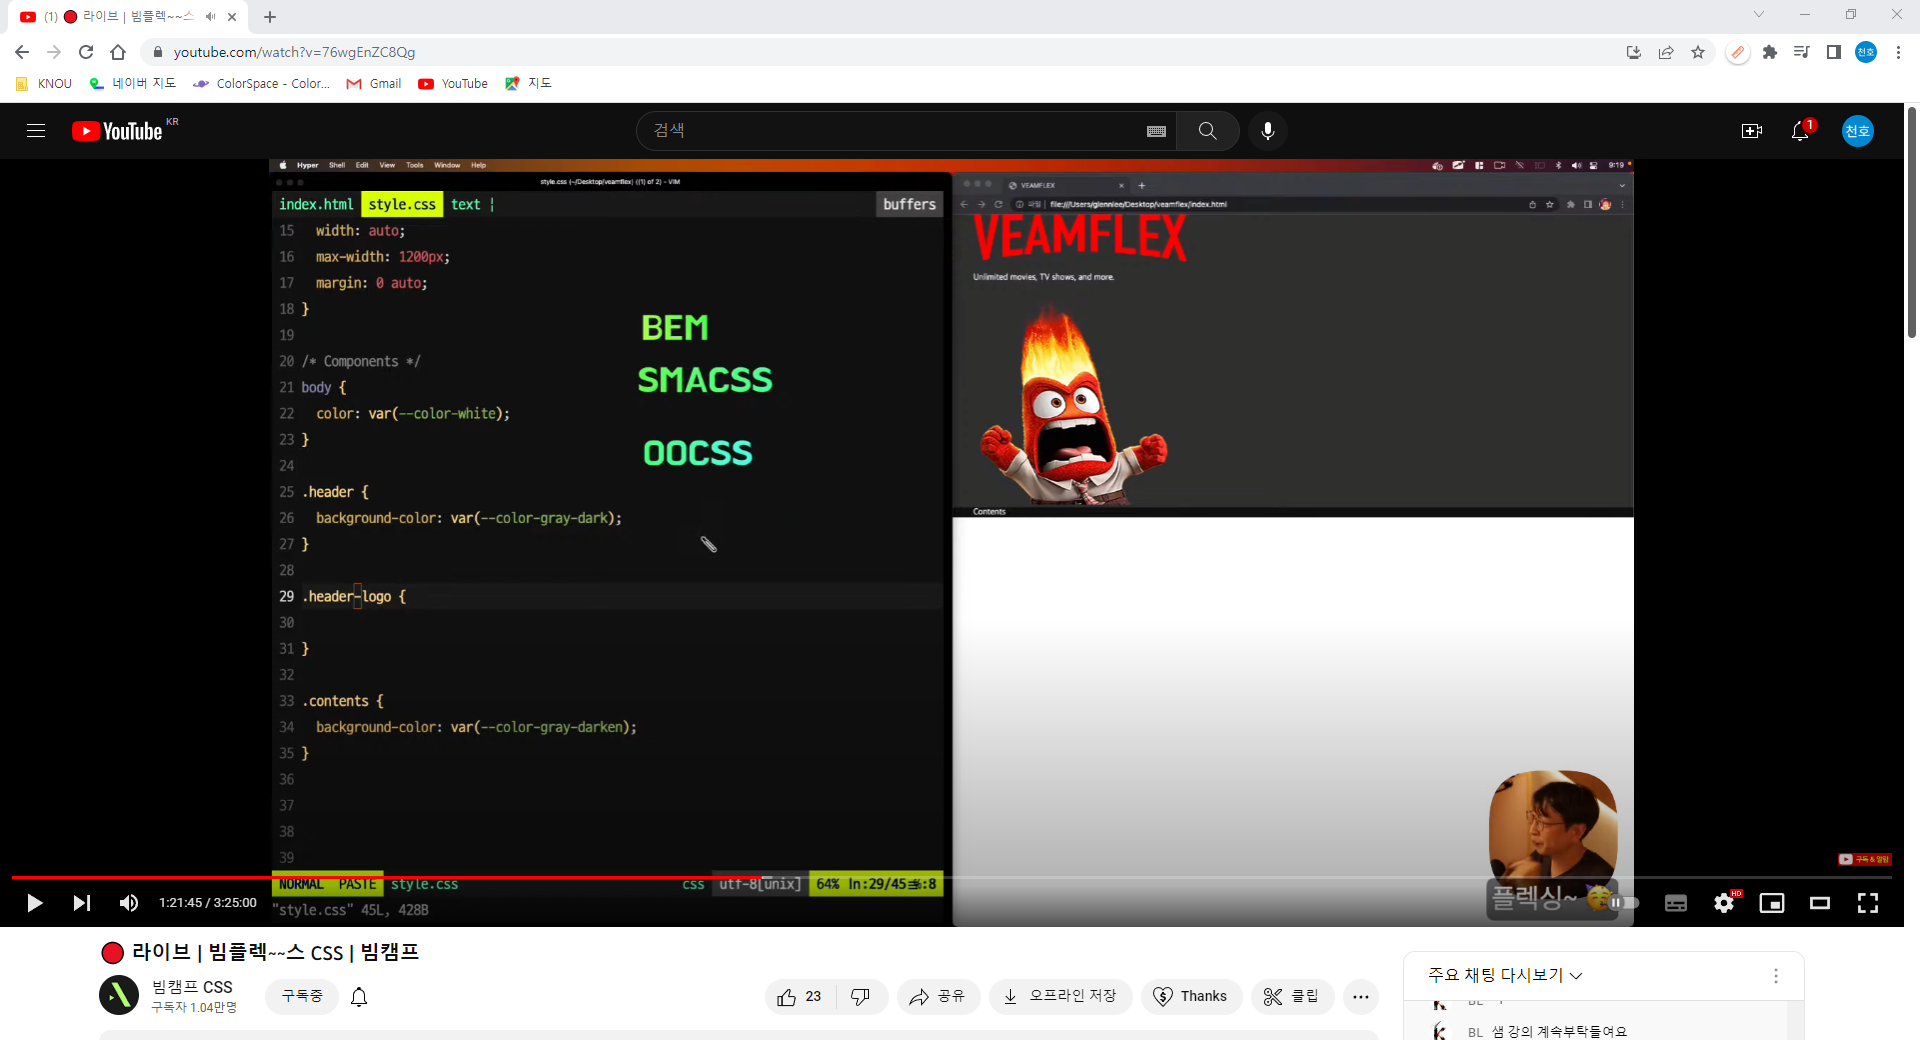 (1) 라이브 | 빔플렉~~스
youtube.com/watch?v=76wgEnZC8Qg
천호
KNOU
네이버 지도
ColorSpace - Color...
Gmail
YouTube
지도
YouTube KR
검색
1
천호
Hyper Shell Edit View Tools Window Help
9:19
style.css (~/Desktop/veamflex) ((1) of 2) - VIM
VEAMFLEX
index.html style.css text ¦ buffers
file:///Users/glennlee/Desktop/veamflex/index.html
15 width: auto;
16 max-width: 1200px;
17 margin: 0 auto;
18 }
19
20 /* Components */
21 body {
22 color: var(--color-white);
23 }
24
25 .header {
26 background-color: var(--color-gray-dark);
27 }
28
29 .header-logo {
30
31 }
32
33 .contents {
34 background-color: var(--color-gray-darken);
35 }
36
37
38
39
BEM
SMACSS
OOCSS
VEAMFLEX
Unlimited movies, TV shows, and more.
Contents
구독 & 알림
NORMAL PASTE style.css css utf-8[unix] 64% ln:29/45 :8
"style.css" 45L, 428B
플렉싱~
1:21:45 / 3:25:00
HD
라이브 | 빔플렉~~스 CSS | 빔캠프
빔캠프 CSS
구독자 1.04만명
구독중
23
공유
오프라인 저장
Thanks
클립
주요 채팅 다시보기
BL 샘 강의 계속부탁들여요